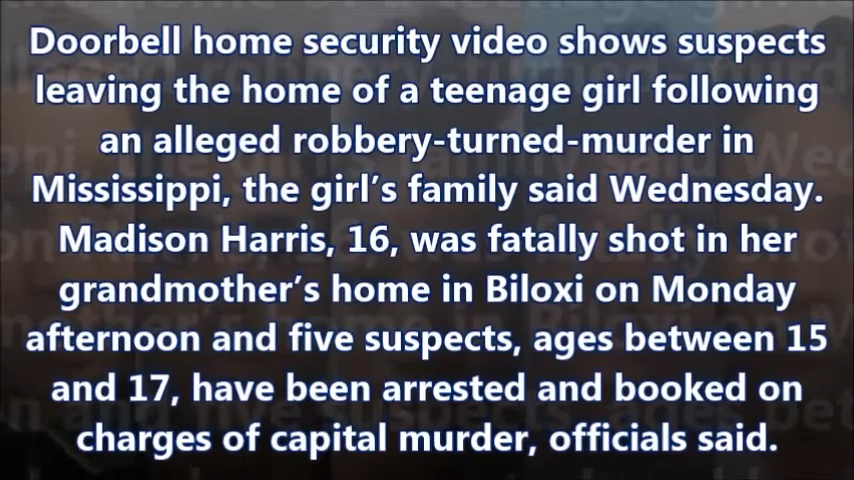 Doorbell home security video shows suspects
leaving the home of a teenage girl following
an alleged robbery-turned-murder in
Mississippi, the girl’s family said Wednesday.
Madison Harris, 16, was fatally shot in her
grandmother’s home in Biloxi on Monday
afternoon and five suspects, ages between 15
and 17, have been arrested and booked on
charges of capital murder, officials said.